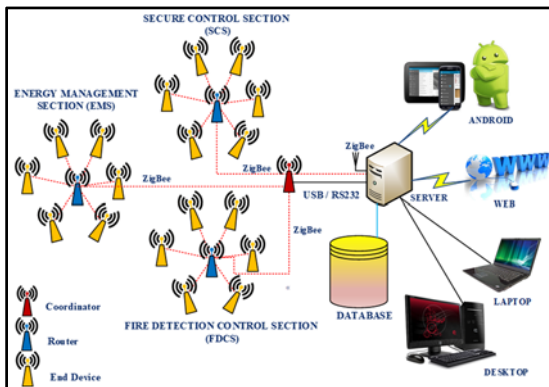 SECURE CONTROL SECTION
(SCS)
ENERGY MANAGEMENT
SECTION (EMS)
ZigBee
ZigBee
ZigBee
ZigBee
USB / RS232
SERVER
ANDROID
WWW
WEB
LAPTOP
DESKTOP
DATABASE
FIRE DETECTION CONTROL SECTION
(FDCS)
Coordinator
Router
End Device